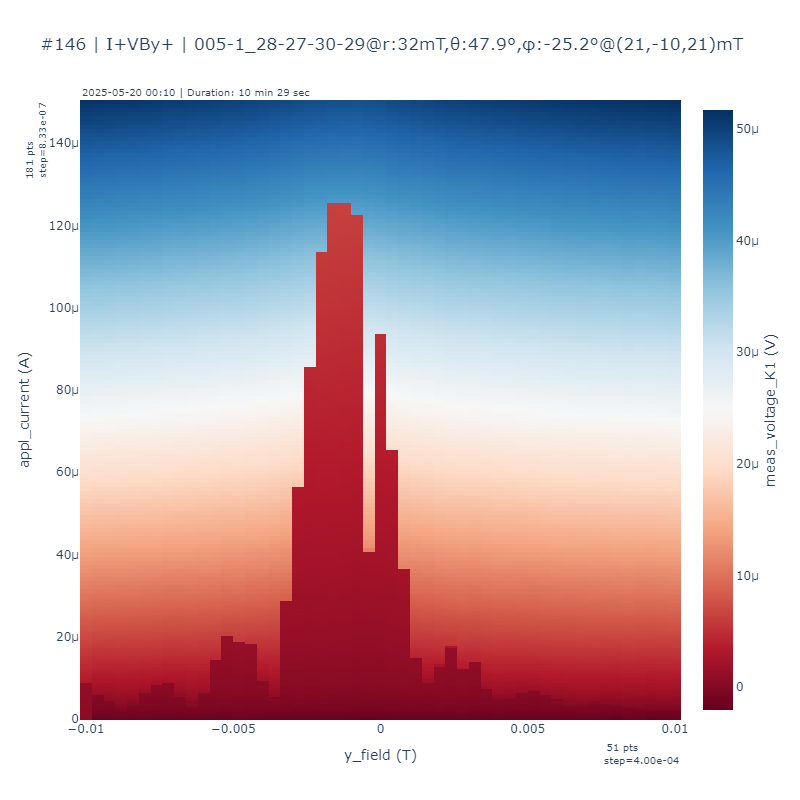 #146 | I+VBy+ | 005-1_28-27-30-29@r:32mT,θ:47.9°,φ:-25.2°@(21,-10,21)mT
2025-05-20 00:10 | Duration: 10 min 29 sec
181 pts
step=8.33e-07
140μ
120μ
100μ
80μ
60μ
40μ
20μ
0
appl_current (A)
−0.01
−0.005
0
0.005
0.01
y_field (T)
51 pts
step=4.00e-04
50μ
40μ
30μ
20μ
10μ
0
meas_voltage_K1 (V)